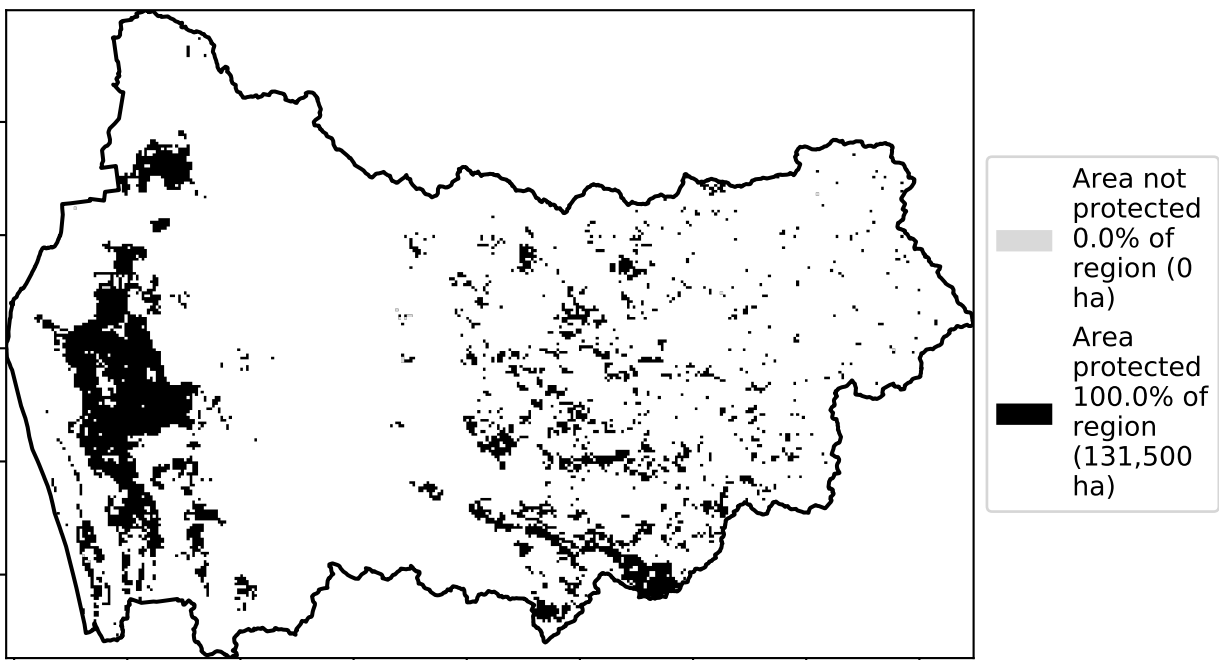 Area not
protected
0.0% of
region (0
ha)
Area
protected
100.0% of
region
(131,500
ha)